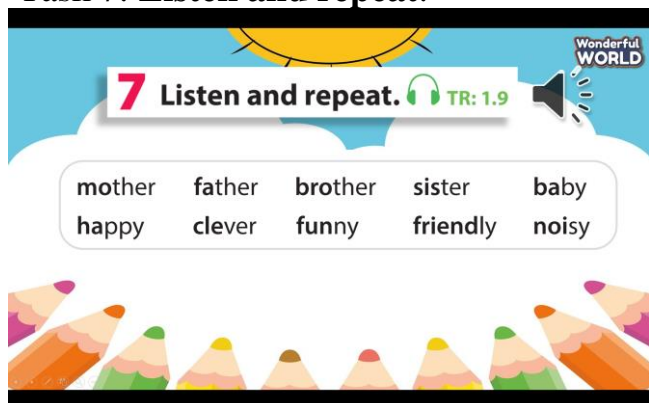 Task 7. Listen and repeat.
Wonderful
WORLD
7 Listen and repeat. TR: 1.9
mother father brother sister baby
happy clever funny friendly noisy